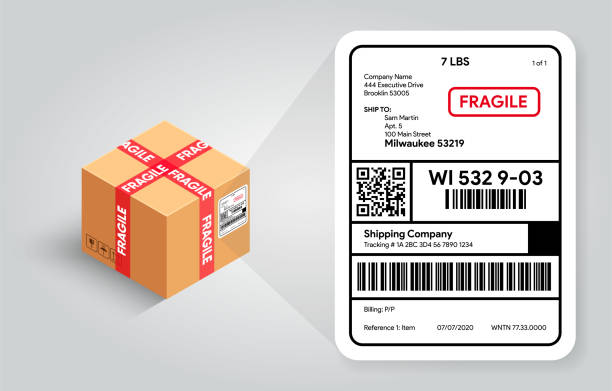 7 LBS
1 of 1
Company Name
444 Executive Drive
Brooklin 53005
FRAGILE
SHIP TO:
Sam Martin
Apt. 5
100 Main Street
Milwaukee 53219
WI 532 9-03
Shipping Company
Tracking # 1A 2BC 3D4 56 7890 1234
Billing: P/P
Reference 1: Item
07/07/2020
WNTN 77.33.0000
FRAGILE
FRAGILE
FRAGILE
FRAGILE
FRAGILE
FRAGILE